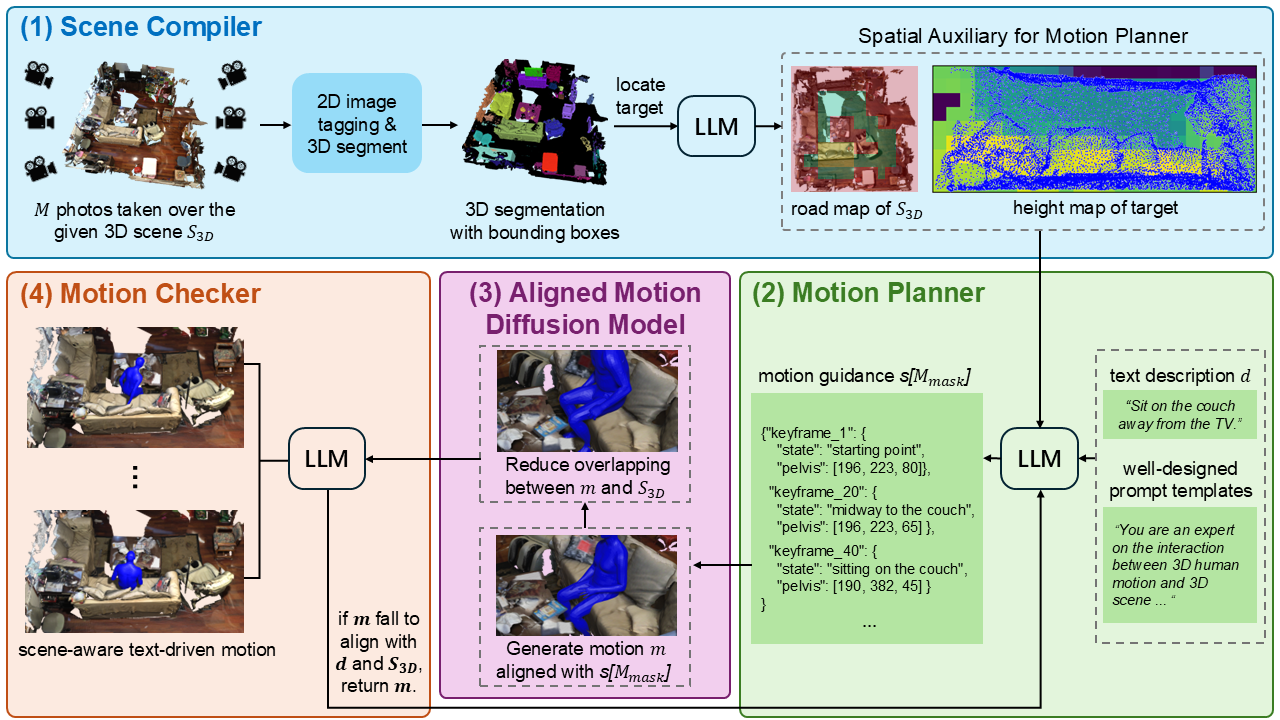 (1) Scene Compiler
M photos taken over the
given 3D scene S_{3D}
2D image
tagging &
3D segment
3D segmentation
with bounding boxes
locate
target
LLM
Spatial Auxiliary for Motion Planner
road map of S_{3D}
height map of target
(2) Motion Planner
text description d
“Sit on the couch
away from the TV.”
well-designed
prompt templates
“You are an expert
on the interaction
between 3D human
motion and 3D
scene ... “
LLM
motion guidance s[M_{mask}]
{"keyframe_1": {
"state": "starting point",
"pelvis": [196, 223, 80]},
"keyframe_20": {
"state": "midway to the couch",
"pelvis": [196, 223, 65] },
"keyframe_40": {
"state": "sitting on the couch",
"pelvis": [190, 382, 45] }
}
...
(3) Aligned Motion
Diffusion Model
Reduce overlapping
between m and S_{3D}
Generate motion m
aligned with s[M_{mask}]
(4) Motion Checker
LLM
scene-aware text-driven motion
if m fall to
align with
d and S_{3D},
return m.